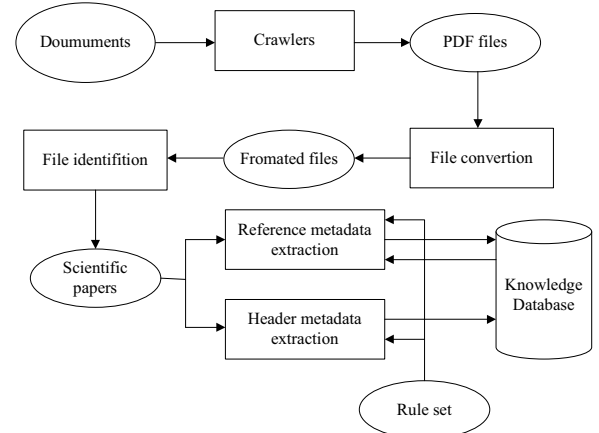 Doumuments
Crawlers
PDF files
File identifition
Fromated files
File convertion
Scientific
papers
Reference metadata
extraction
Header metadata
extraction
Knowledge
Database
Rule set